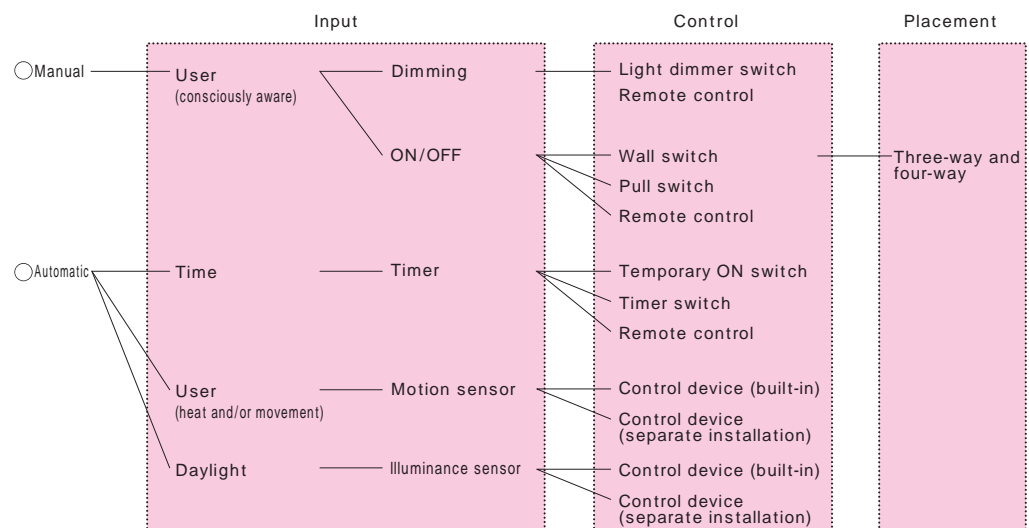 Input Control Placement
○Manual User Dimming Light dimmer switch
(consciously aware) Remote control
ON/OFF Wall switch Three-way and
four-way
Pull switch
Remote control
○Automatic Time Timer Temporary ON switch
Timer switch
Remote control
User Motion sensor Control device (built-in)
(heat and/or movement) Control device
(separate installation)
Daylight Illuminance sensor Control device (built-in)
Control device
(separate installation)